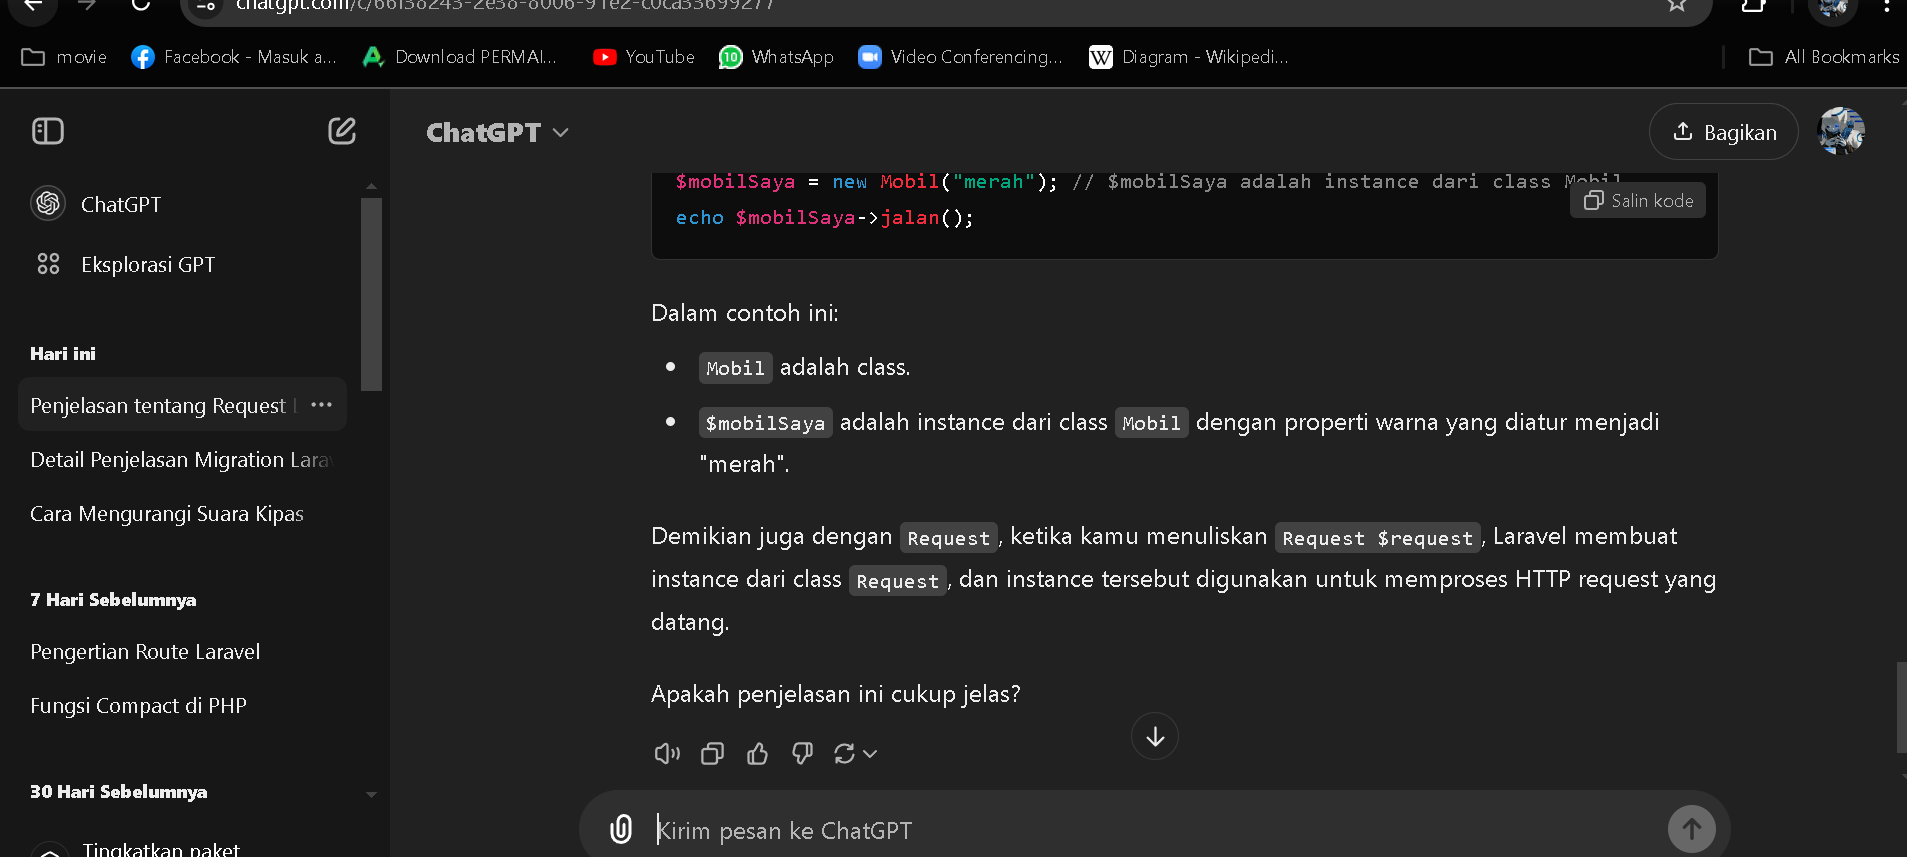 chatgpt.com/c/66f38243-2e38-8006-91e2-c0ca33699277
movie
Facebook - Masuk a...
Download PERMAI...
YouTube
10 WhatsApp
Video Conferencing...
W Diagram - Wikipedi...
All Bookmarks
ChatGPT
Bagikan
ChatGPT
Eksplorasi GPT
Hari ini
Penjelasan tentang Request L
Detail Penjelasan Migration Larav
Cara Mengurangi Suara Kipas
7 Hari Sebelumnya
Pengertian Route Laravel
Fungsi Compact di PHP
30 Hari Sebelumnya
Tingkatkan paket
$mobilSaya = new Mobil("merah"); // $mobilSaya adalah instance dari class Mobil
Salin kode
echo $mobilSaya->jalan();
Dalam contoh ini:
• Mobil adalah class.
• $mobilSaya adalah instance dari class Mobil dengan properti warna yang diatur menjadi
"merah".
Demikian juga dengan Request, ketika kamu menuliskan Request $request, Laravel membuat
instance dari class Request, dan instance tersebut digunakan untuk memproses HTTP request yang
datang.
Apakah penjelasan ini cukup jelas?
Kirim pesan ke ChatGPT